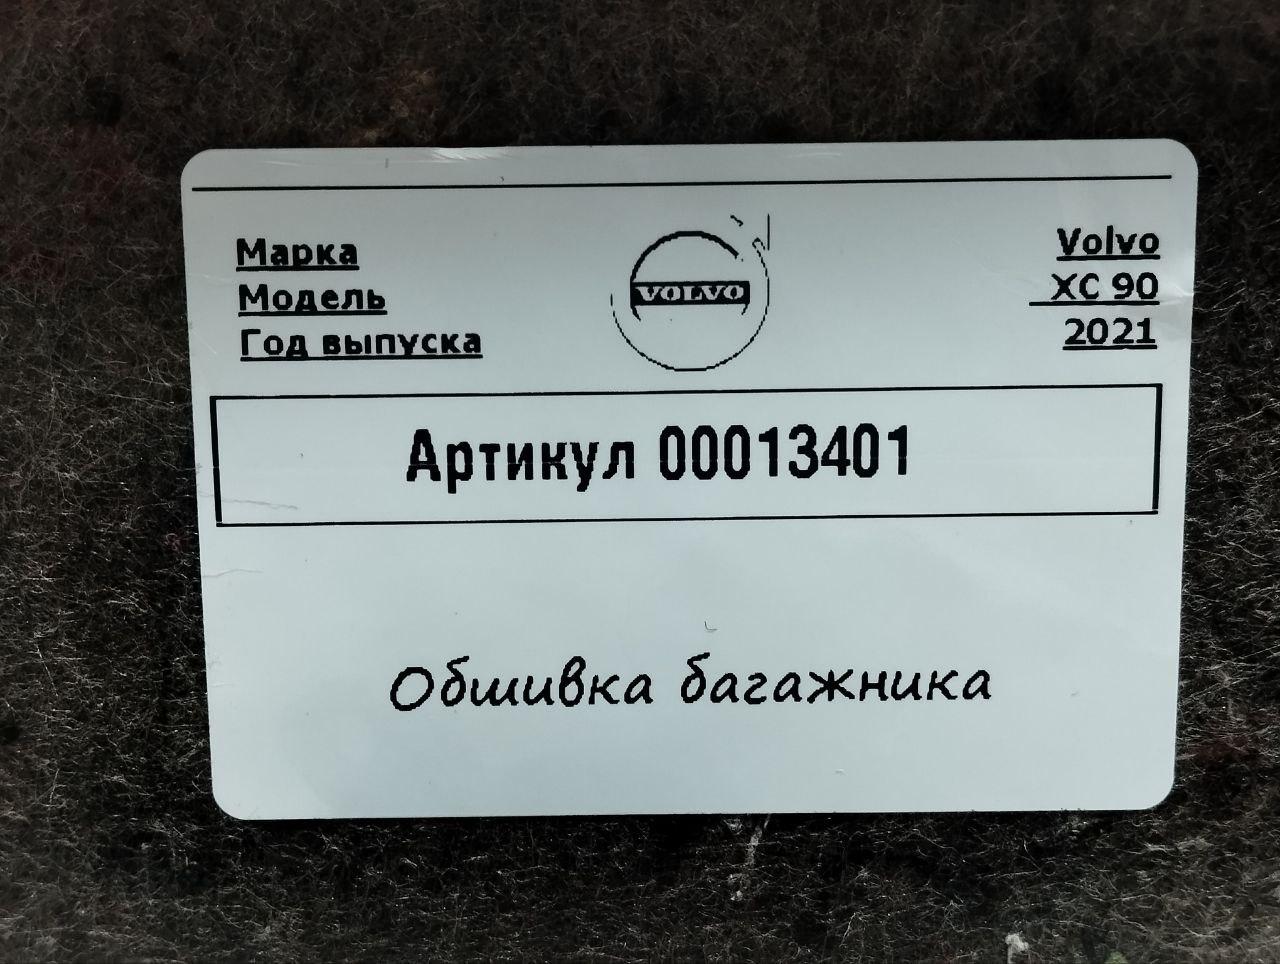 Марка Volvo
Модель XC 90
Год выпуска 2021
VOLVO
Артикул 00013401
Обшивка багажника